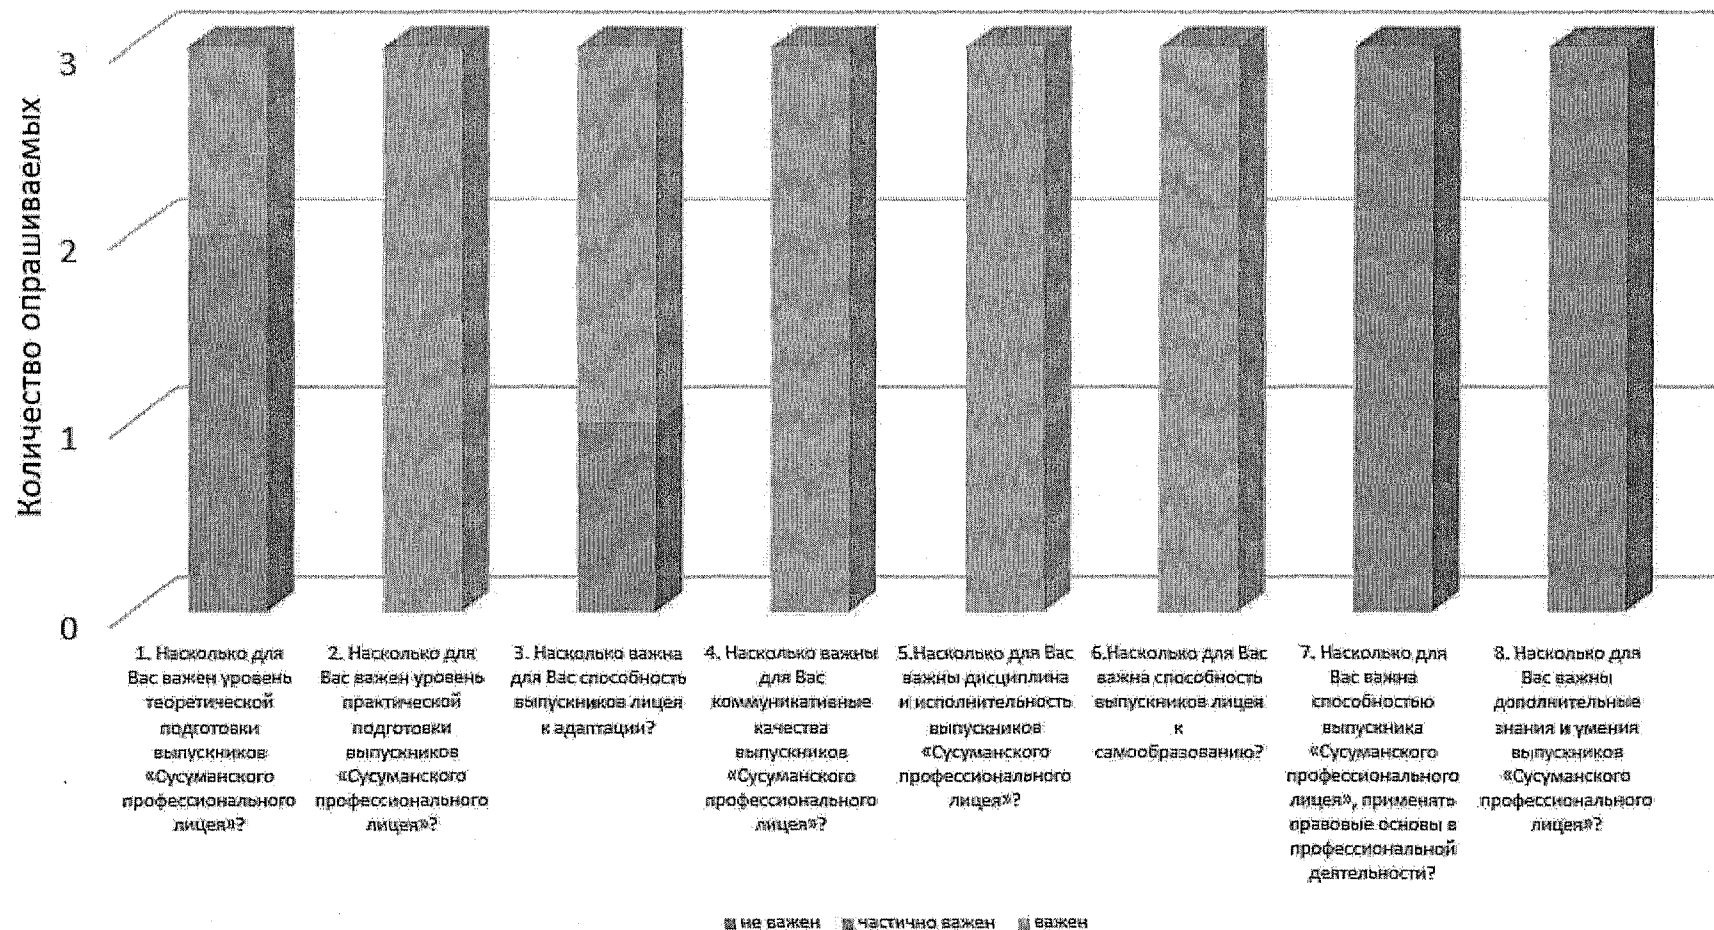 Количество опрашиваемых
3
2
1
0
1. Насколько для
Вас важен уровень
теоретической
подготовки
выпускников
«Сусуманского
профессионального
лицея»?
2. Насколько для
Вас важен уровень
практической
подготовки
выпускников
«Сусуманского
профессионального
лицея»?
3. Насколько важна
для Вас способность
выпускников лицея
к адаптации?
4. Насколько важны
для Вас
коммуникативные
качества
выпускников
«Сусуманского
профессионального
лицея»?
5.Насколько для Вас
важны дисциплина
и исполнительность
выпускников
«Сусуманского
профессионального
лицея»?
6.Насколько для Вас
важна способность
выпускников лицея
к
самообразованию?
7. Насколько для
Вас важна
способностью
выпускника
«Сусуманского
профессионального
лицея», применять
правовые основы в
профессиональной
деятельности?
8. Насколько для
Вас важны
дополнительные
знания и умения
выпускников
«Сусуманского
профессионального
лицея»?
не важен частично важен важен